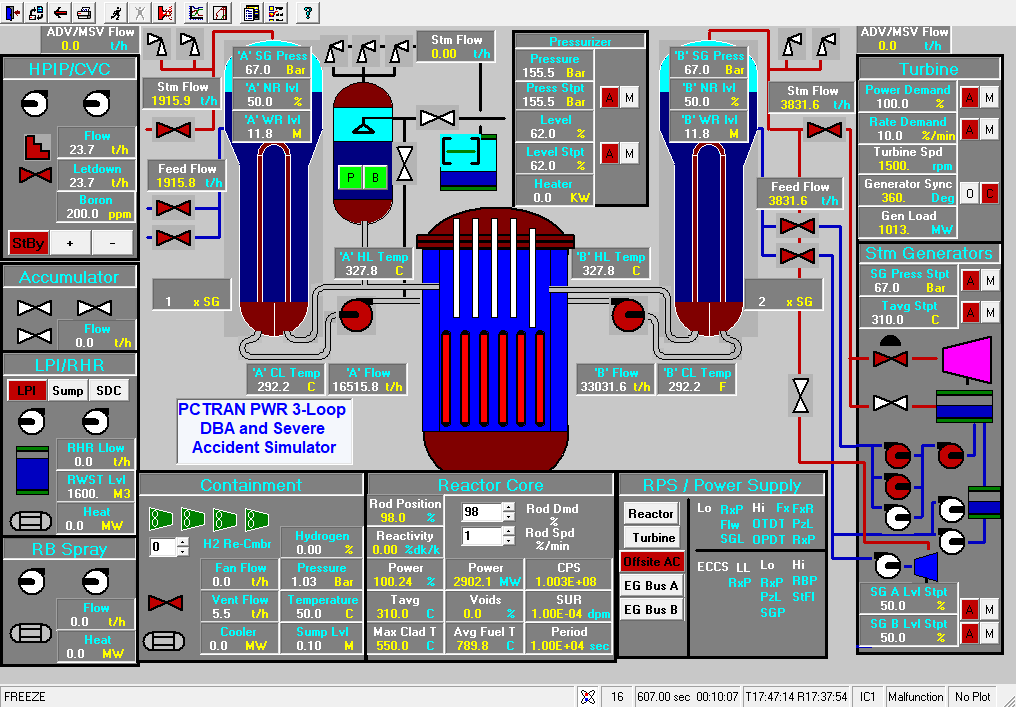 ADV/MSV Flow
0.0 t/h
HPIP/CVC
Flow
23.7 t/h
Letdown
23.7 t/h
Boron
200.0 ppm
StBy + -
Accumulator
Flow
0.0 t/h
LPI/RHR
LPI Sump SDC
RHR Llow
0.0 t/h
RWST Lvl
1600. M3
Heat
0.0 MW
RB Spray
Flow
0.0 t/h
Heat
0.0 MW
Stm Flow
1915.9 t/h
Feed Flow
1915.8 t/h
1 x SG
'A' SG Press
67.0 Bar
'A' NR lvl
50.0 %
'A' WR lvl
11.8 M
Stm Flow
0.00 t/h
P B
'A' HL Temp
327.8 C
'A' CL Temp
292.2 C
'A' Flow
16515.8 t/h
PCTRAN PWR 3-Loop
DBA and Severe
Accident Simulator
Pressurizer
Pressure
155.5 Bar
Press Stpt
155.5 Bar
A M
Level
62.0 %
Level Stpt
62.0 %
A M
Heater
0.0 KW
'B' SG Press
67.0 Bar
'B' NR lvl
50.0 %
'B' WR lvl
11.8 M
Stm Flow
3831.6 t/h
Feed Flow
3831.6 t/h
2 x SG
'B' HL Temp
327.8 C
'B' Flow
33031.6 t/h
'B' CL Temp
292.2 F
ADV/MSV Flow
0.0 t/h
Turbine
Power Demand
100.0 %
A M
Rate Demand
10.0 %/min
A M
Turbine Spd
1500. rpm
Generator Sync
360. Deg
O C
Gen Load
1013. MW
Stm Generators
SG Press Stpt
67.0 Bar
A M
Tavg Stpt
310.0 C
A M
SG A Lvl Stpt
50.0 %
A M
SG B Lvl Stpt
50.0 %
A M
Containment
0
H2 Re-Cmbr
Hydrogen
0.00 %
Fan Flow
0.0 t/h
Pressure
1.03 Bar
Vent Flow
5.5 t/h
Temperature
50.0 C
Cooler
0.0 MW
Sump Lvl
0.10 M
Reactor Core
Rod Position
98.0 %
98
Rod Dmd
%
Reactivity
0.00 %dk/k
1
Rod Spd
%/min
Power
100.24 %
Power
2902.1 MW
CPS
1.003E+08
Tavg
310.0 C
Voids
0.0 %
SUR
1.00E-04 dpm
Max Clad T
550.0 C
Avg Fuel T
789.8 C
Period
1.00E+04 sec
RPS / Power Supply
Reactor
Turbine
Offsite AC
EG Bus A
EG Bus B
Lo RxP Hi Fx FxR
Flw OTDT PzL
SGL OPDT RxP
ECCS LL Lo Hi
RxP RxP RBP
PzL StFl
SGP
FREEZE 16 607.00 sec 00:10:07 T17:47:14 R17:37:54 IC1 Malfunction No Plot